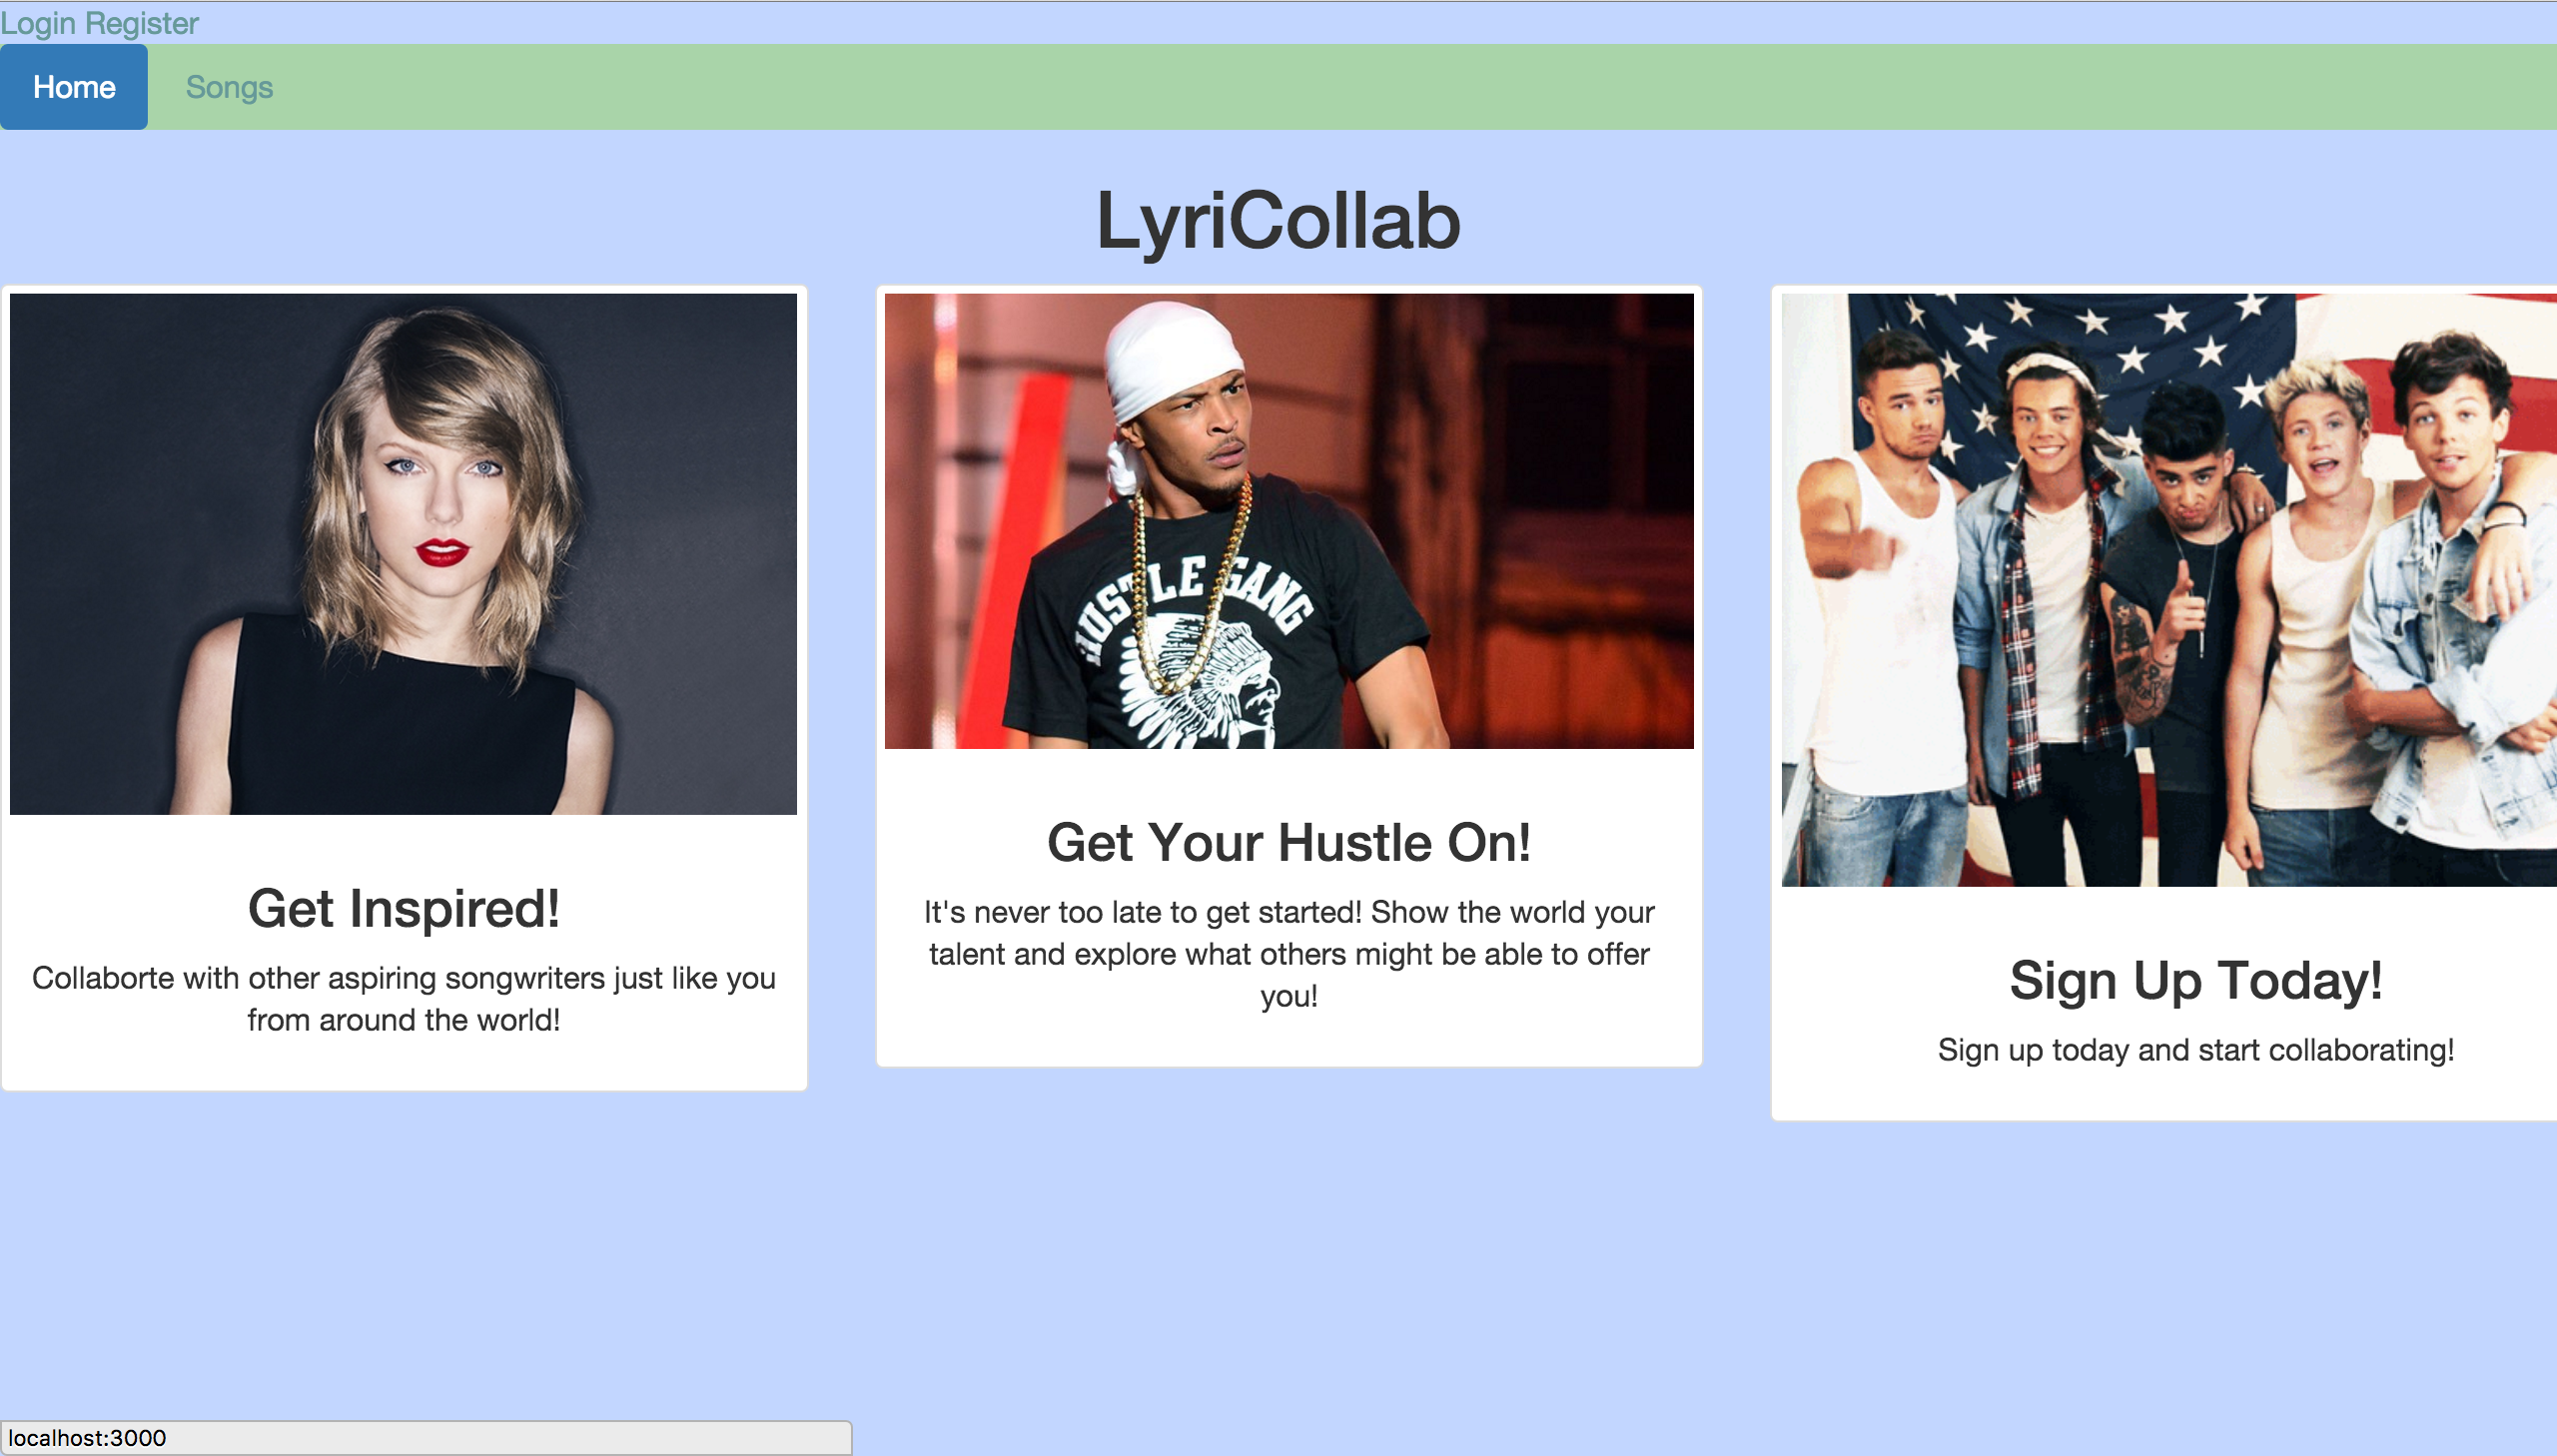 Login Register
Home Songs
LyriCollab
HUSTLE GANG
Get Inspired!
Collaborte with other aspiring songwriters just like you
from around the world!
Get Your Hustle On!
It's never too late to get started! Show the world your
talent and explore what others might be able to offer
you!
Sign Up Today!
Sign up today and start collaborating!
localhost:3000